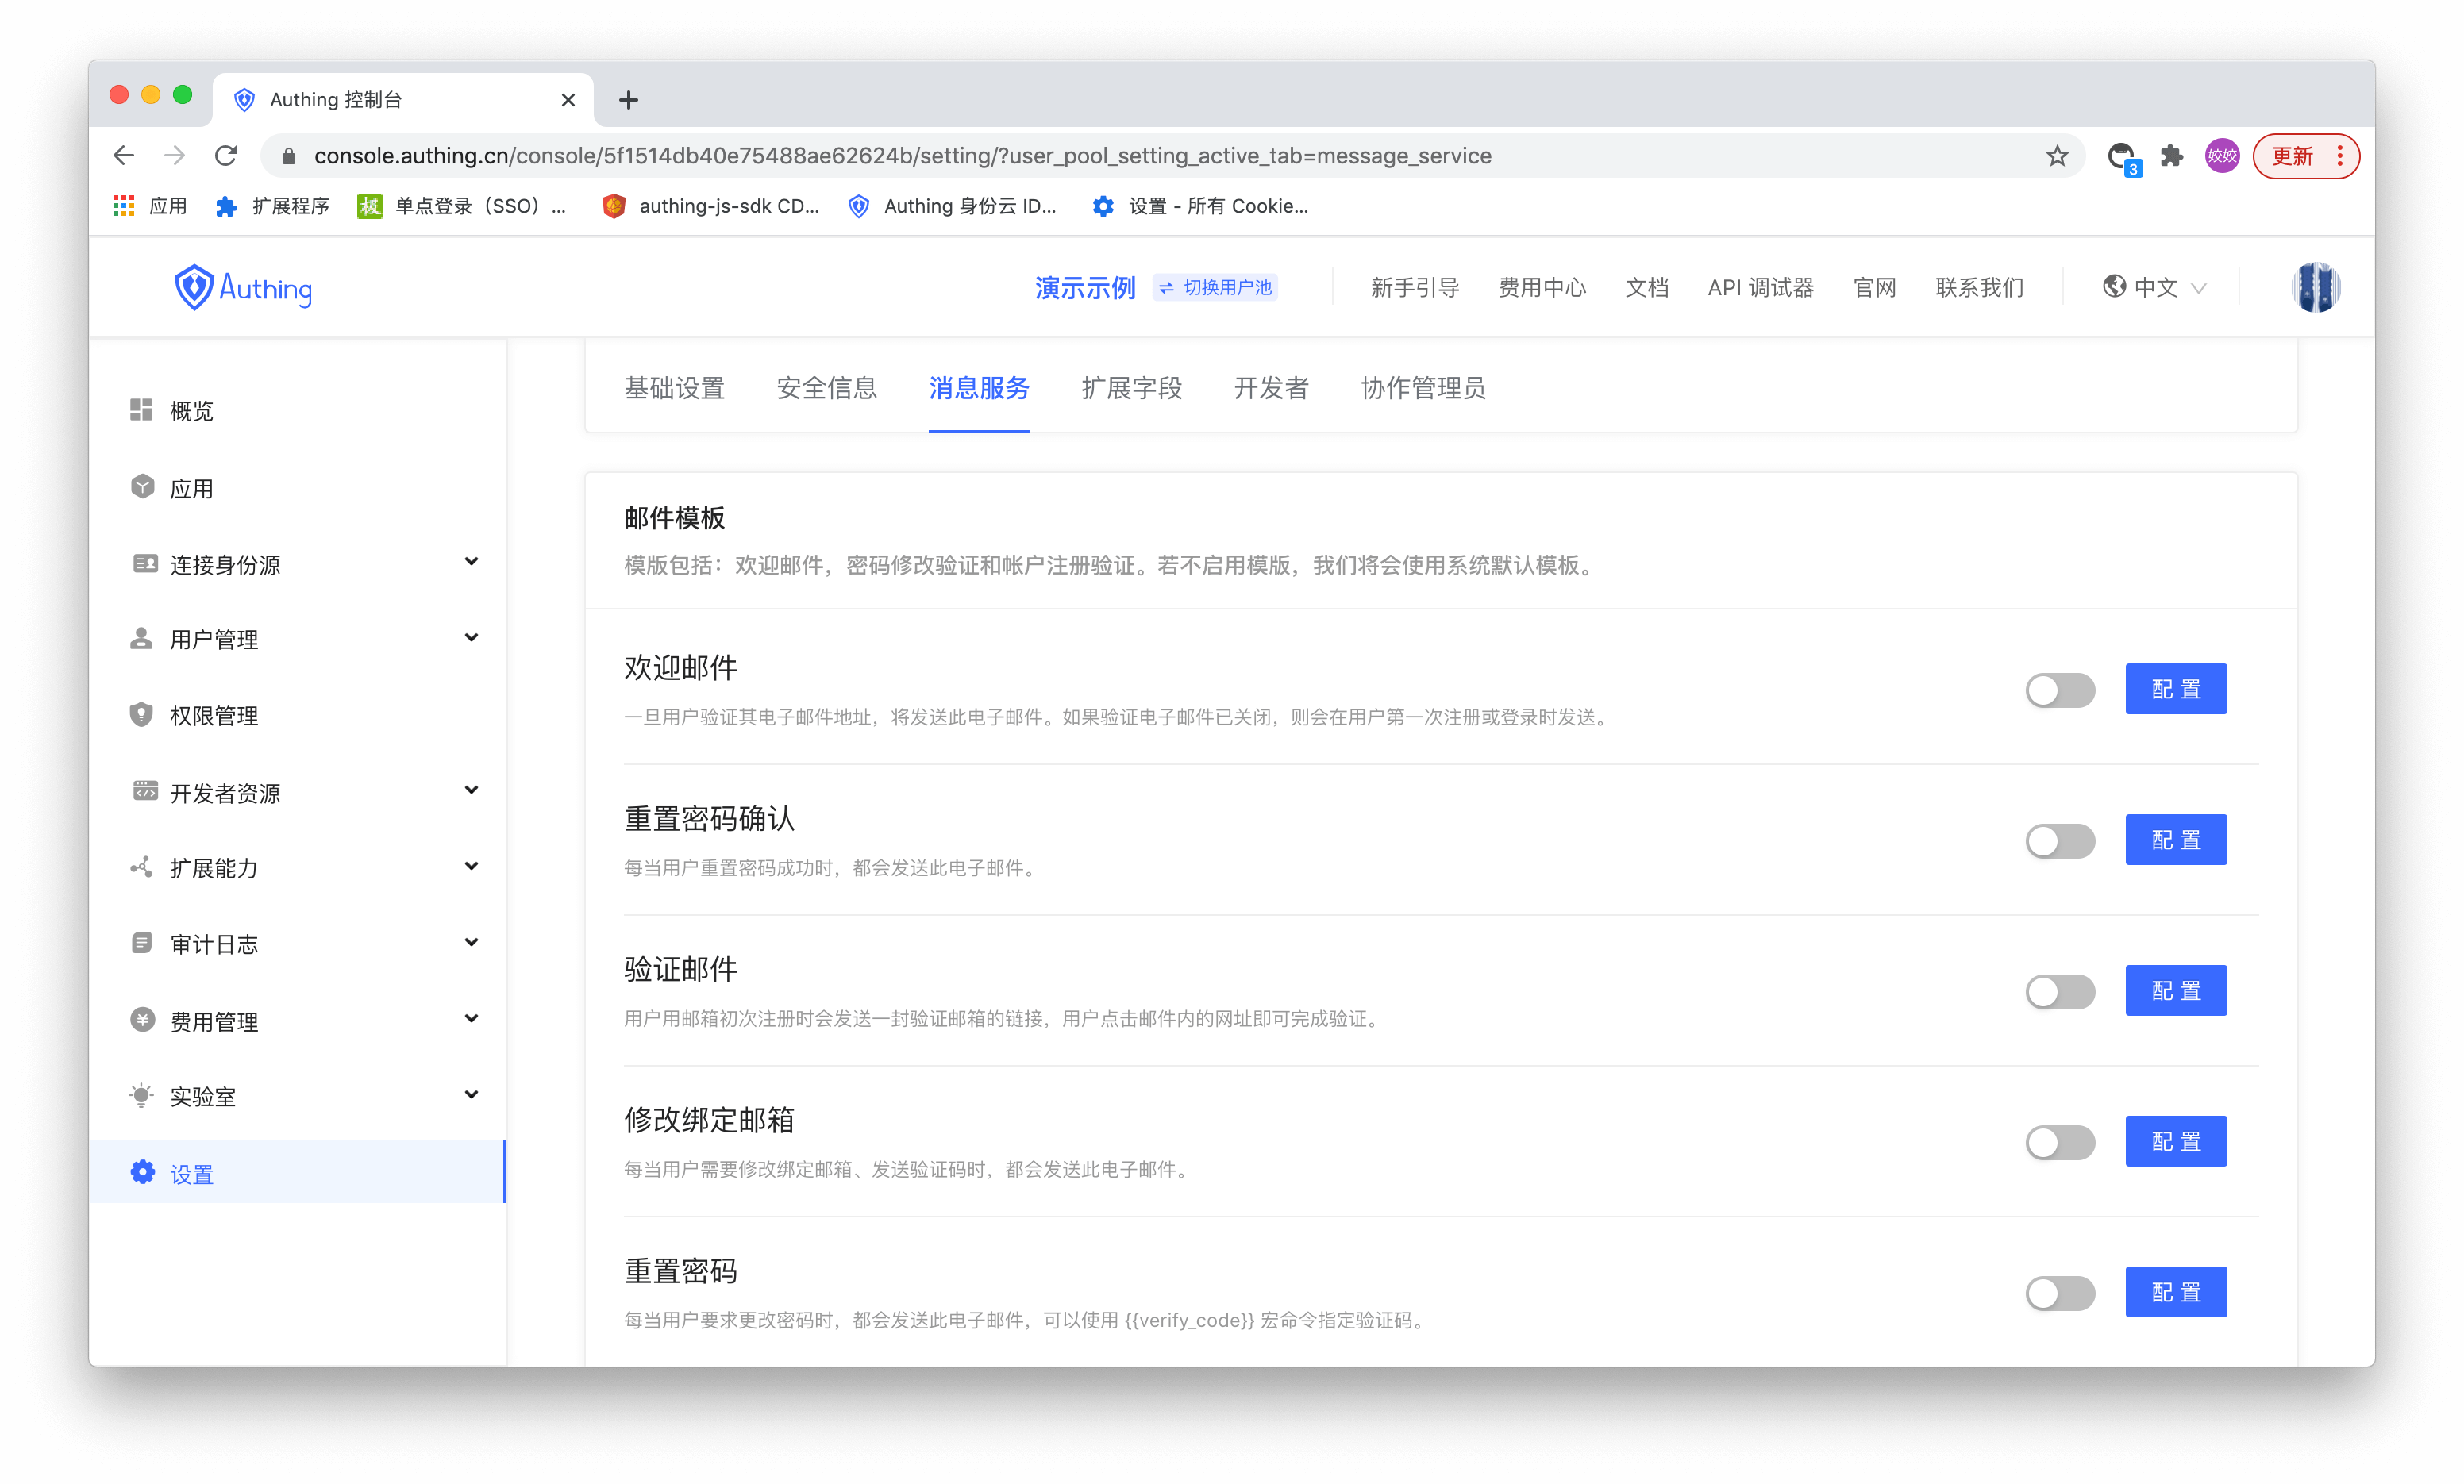 Authing 控制台
console.authing.cn/console/5f1514db40e75488ae62624b/setting/?user_pool_setting_active_tab=message_service
3
姣姣
更新
应用
扩展程序
极
单点登录（SSO）...
authing-js-sdk CD...
Authing 身份云 ID...
设置 - 所有 Cookie...
Authing
演示示例
切换用户池
新手引导
费用中心
文档
API 调试器
官网
联系我们
中文
基础设置
安全信息
消息服务
扩展字段
开发者
协作管理员
概览
应用
连接身份源
用户管理
权限管理
开发者资源
扩展能力
审计日志
费用管理
实验室
设置
邮件模板
模版包括：欢迎邮件，密码修改验证和帐户注册验证。若不启用模版，我们将会使用系统默认模板。
欢迎邮件
一旦用户验证其电子邮件地址，将发送此电子邮件。如果验证电子邮件已关闭，则会在用户第一次注册或登录时发送。
配 置
重置密码确认
每当用户重置密码成功时，都会发送此电子邮件。
配 置
验证邮件
用户用邮箱初次注册时会发送一封验证邮箱的链接，用户点击邮件内的网址即可完成验证。
配 置
修改绑定邮箱
每当用户需要修改绑定邮箱、发送验证码时，都会发送此电子邮件。
配 置
重置密码
每当用户要求更改密码时，都会发送此电子邮件，可以使用 {{verify_code}} 宏命令指定验证码。
配 置